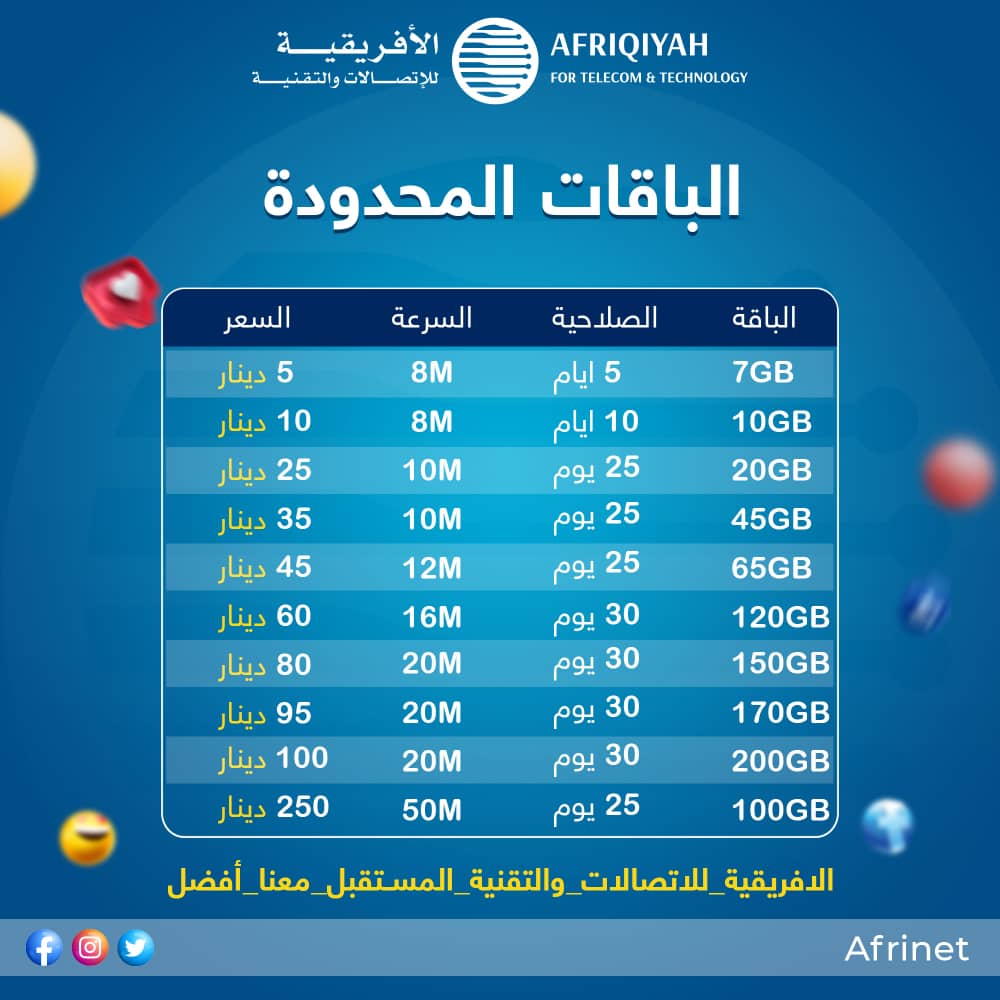 الأفريقية
للإتصالات والتقنية
AFRIQIYAH
FOR TELECOM & TECHNOLOGY
الباقات المحدودة
الباقة الصلاحية السرعة السعر
7GB 5 ايام 8M 5 دينار
10GB 10 ايام 8M 10 دينار
20GB 25 يوم 10M 25 دينار
45GB 25 يوم 10M 35 دينار
65GB 25 يوم 12M 45 دينار
120GB 30 يوم 16M 60 دينار
150GB 30 يوم 20M 80 دينار
170GB 30 يوم 20M 95 دينار
200GB 30 يوم 20M 100 دينار
100GB 25 يوم 50M 250 دينار
الافريقية_للاتصالات_والتقنية_المستقبل_معنا_أفضل
Afrinet